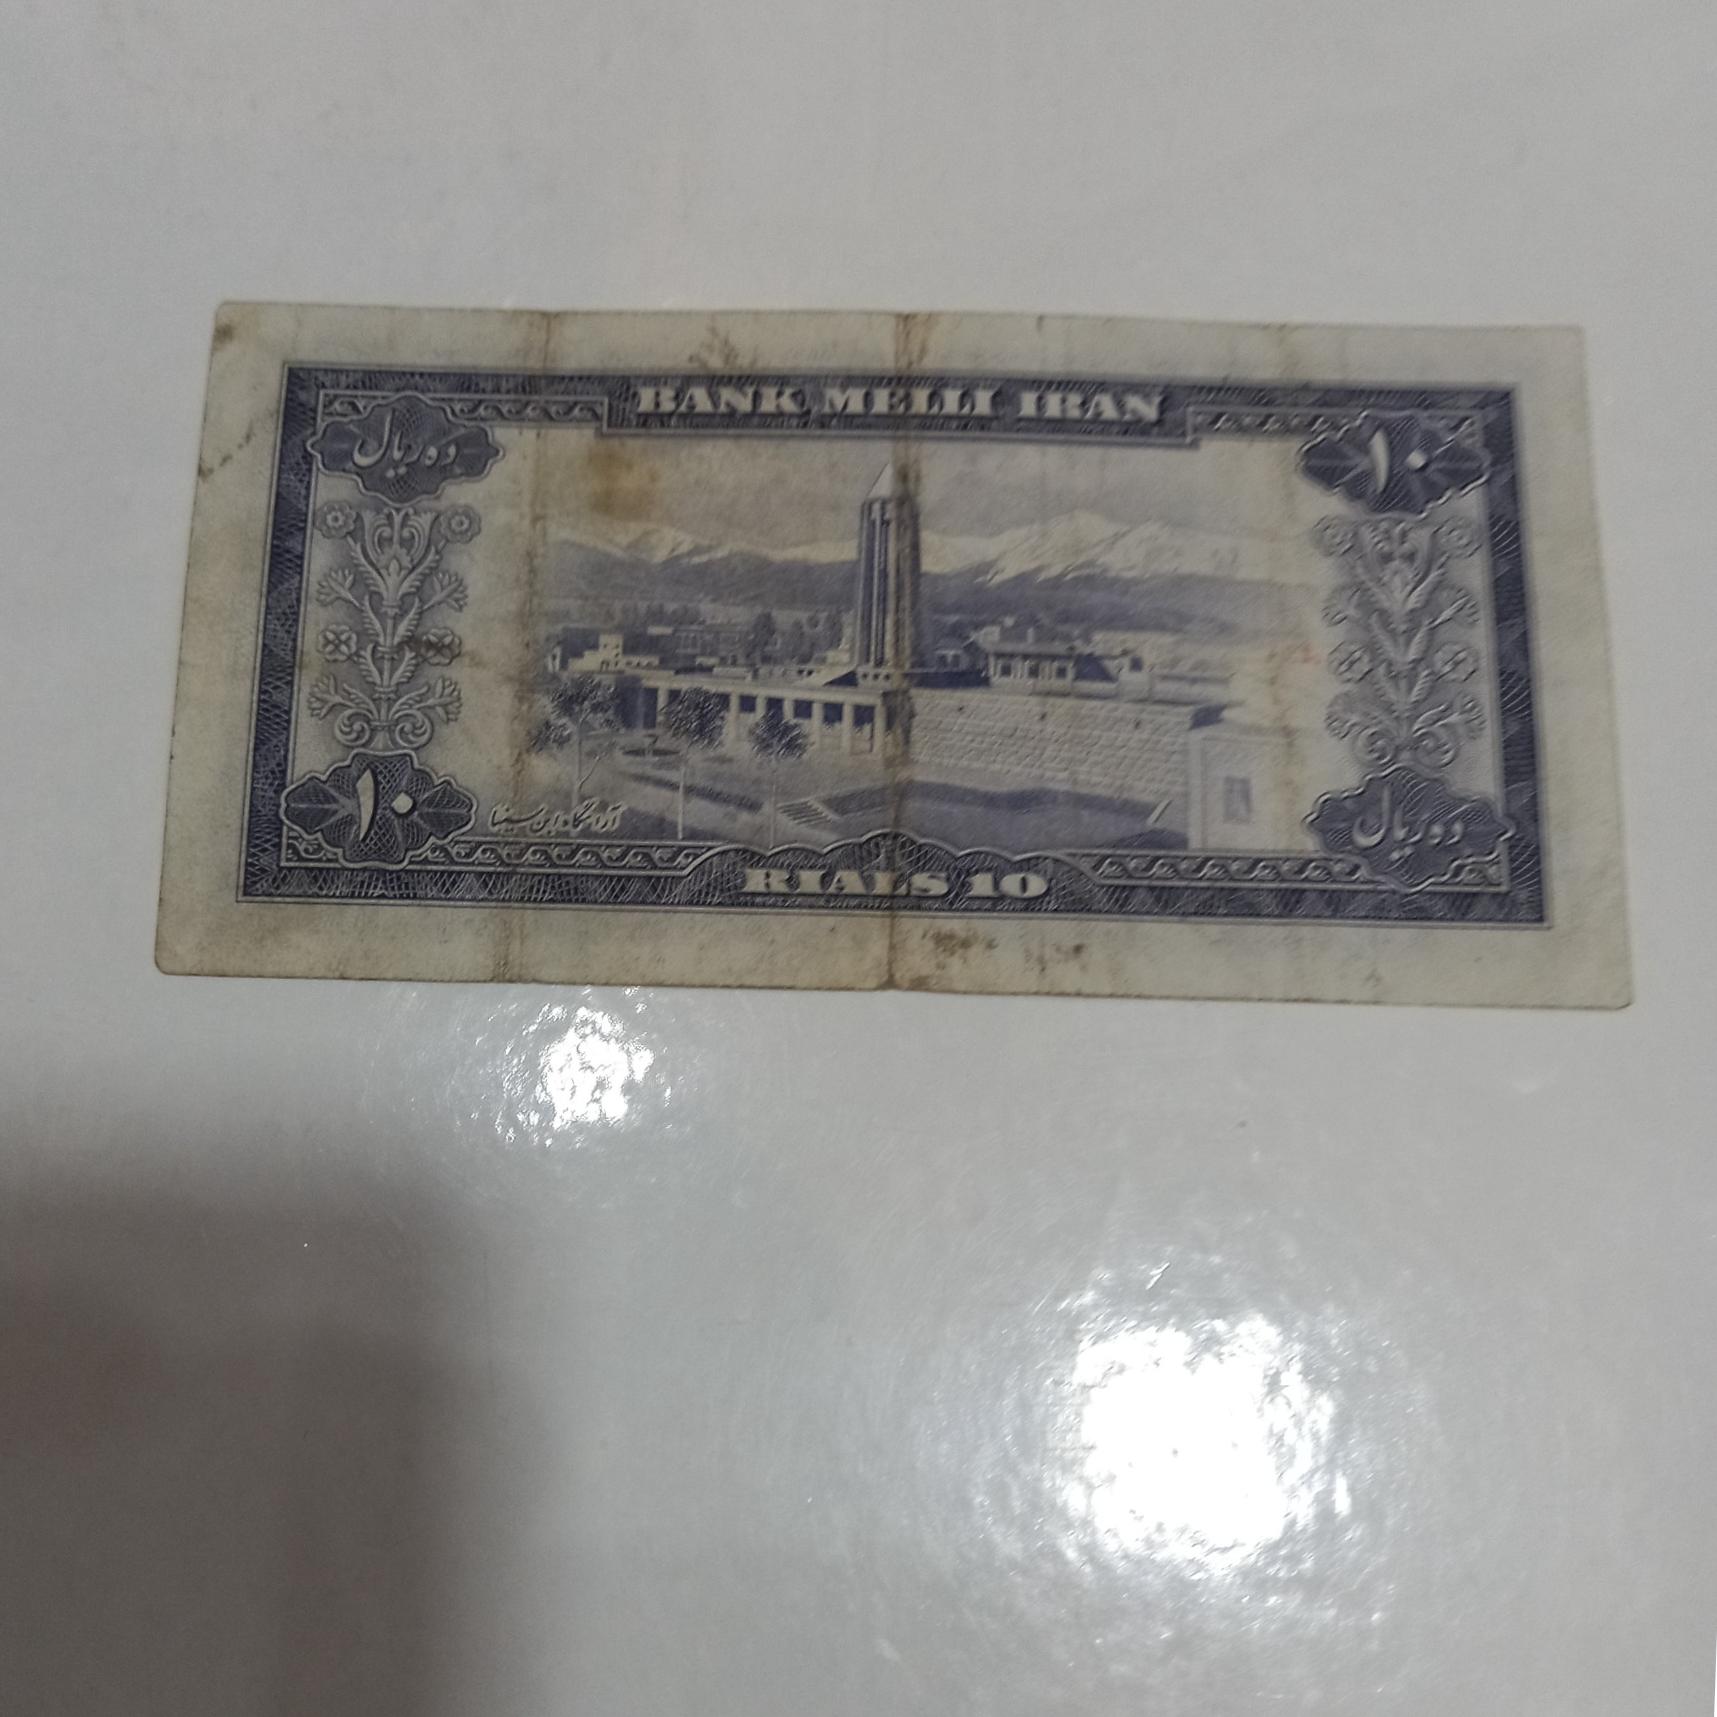 BANK MELLI IRAN
ده ریال
۱۰
۱۰
آرامگاه ابن سینا
ده ریال
RIALS 10